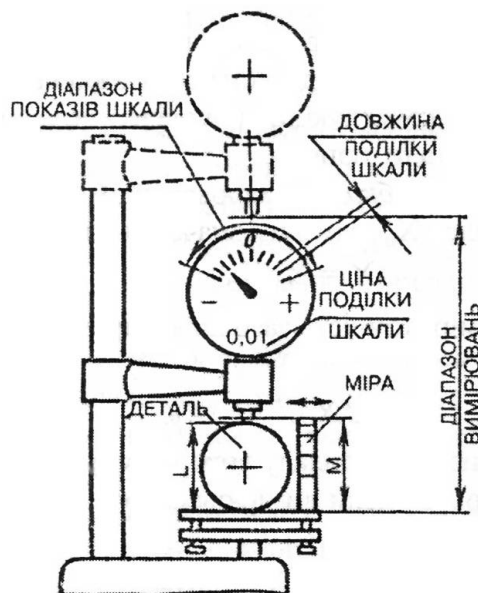 ДІАПАЗОН
ПОКАЗІВ ШКАЛИ
ДОВЖИНА
ПОДІЛКИ
ШКАЛИ
0
- +
ЦІНА
ПОДІЛКИ
ШКАЛИ
0,01
ДІАПАЗОН
ВИМІРЮВАНЬ
МІРА
ДЕТАЛЬ
L
M